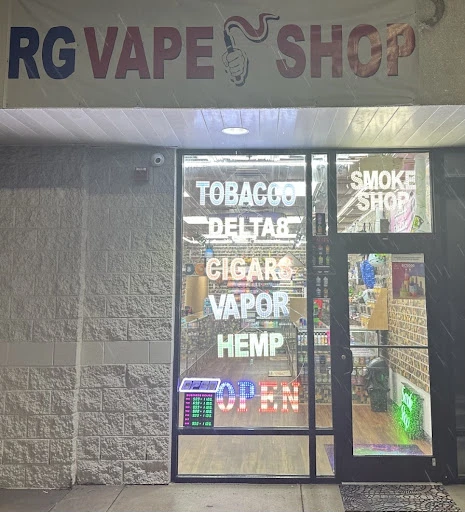 RG VAPE SHOP
TOBACCO
DELTA8
CIGARS
VAPOR
HEMP
OPEN
SMOKE
SHOP